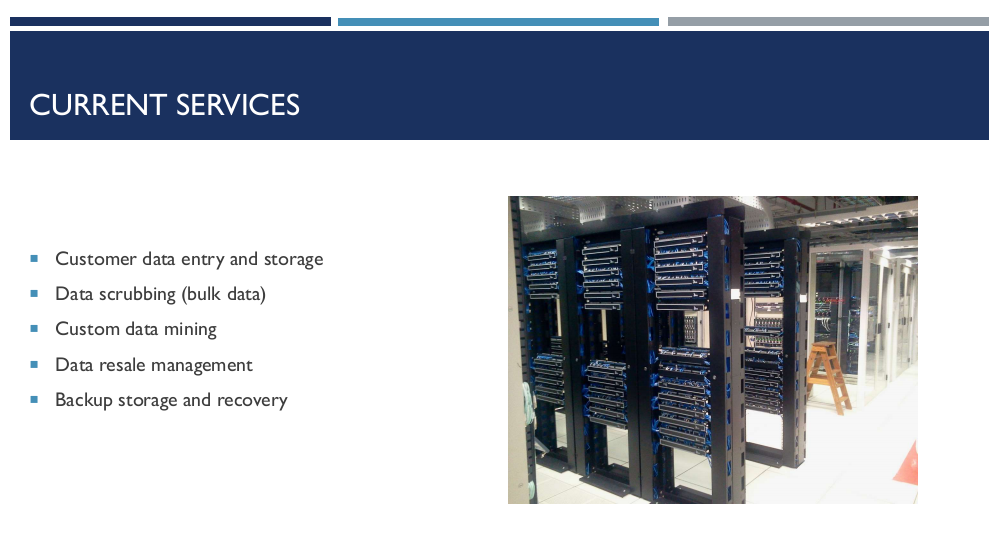 CURRENT SERVICES
Customer data entry and storage
Data scrubbing (bulk data)
Custom data mining
Data resale management
Backup storage and recovery